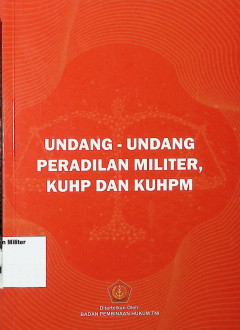 UNDANG - UNDANG
PERADILAN MILITER,
KUHP DAN KUHPM
n Militer
Diterbitkan Oleh:
BADAN PEMBINAAN HUKUM TNI